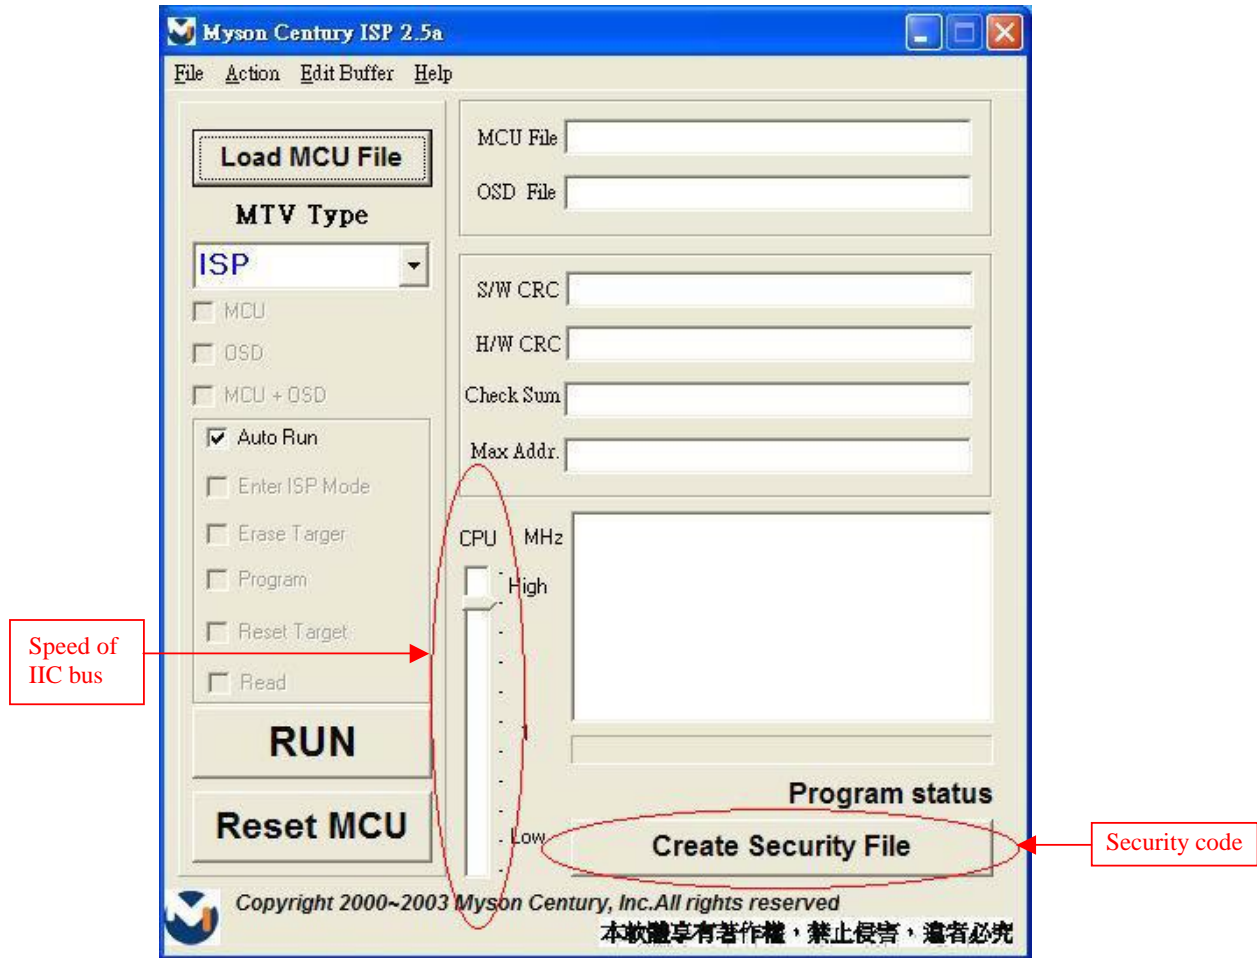 Myson Century ISP 2.5a
File Action Edit Buffer Help
Load MCU File
MTV Type
ISP
MCU
OSD
MCU + OSD
Auto Run
Enter ISP Mode
Erase Targer
Program
Reset Target
Read
RUN
Reset MCU
MCU File
OSD File
S/W CRC
H/W CRC
Check Sum
Max Addr.
CPU MHz
High
Low
Program status
Create Security File
Speed of
IIC bus
Security code
Copyright 2000~2003 Myson Century, Inc.All rights reserved
本軟體享有著作權，禁止侵害，違者必究